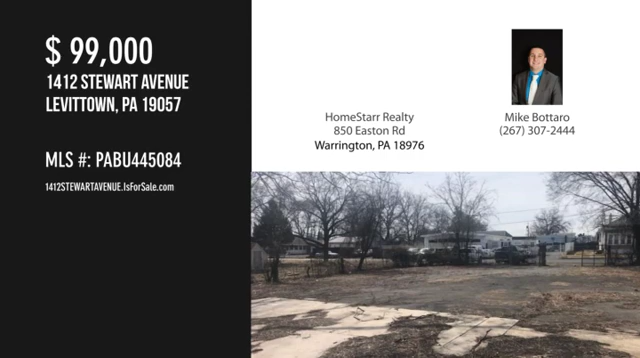 $ 99,000
1412 STEWART AVENUE
LEVITTOWN, PA 19057
MLS #: PABU445084
1412STEWARTAVENUE.IsForSale.com
HomeStarr Realty
850 Easton Rd
Warrington, PA 18976
Mike Bottaro
(267) 307-2444